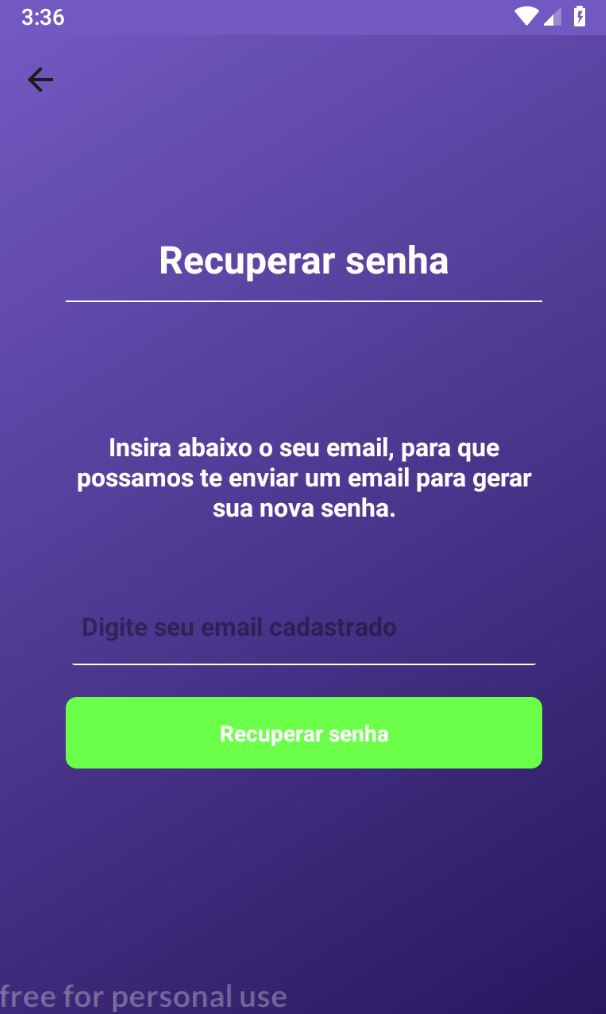 3:36
Recuperar senha
Insira abaixo o seu email, para que
possamos te enviar um email para gerar
sua nova senha.
Digite seu email cadastrado
Recuperar senha
free for personal use